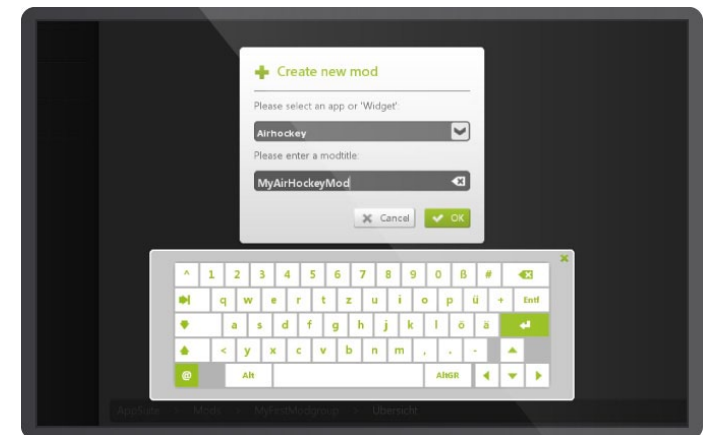 Create new mod
Please select an app or 'Widget':
Airhockey
Please enter a modtitle:
MyAirHockeyMod
Cancel OK
^ 1 2 3 4 5 6 7 8 9 0 ß #
q w e r t z u i o p ü + Entf
a s d f g h j k l ö ä
< y x c v b n m , . -
@ Alt AltGR
AppSuite > Mods > MyFirstModgroup > Übersicht